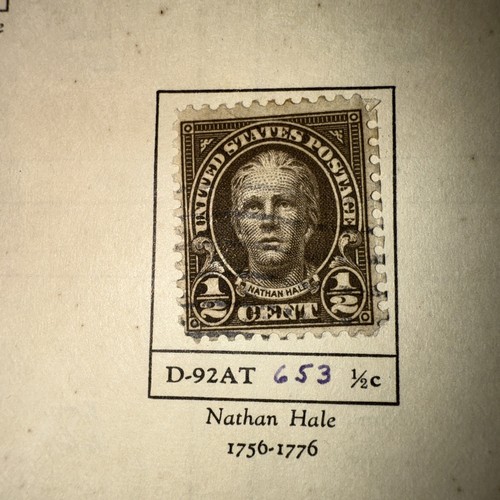 UNITED STATES POSTAGE
NATHAN HALE
1/2 CENT 1/2
D-92AT 653 ½c
Nathan Hale
1756-1776